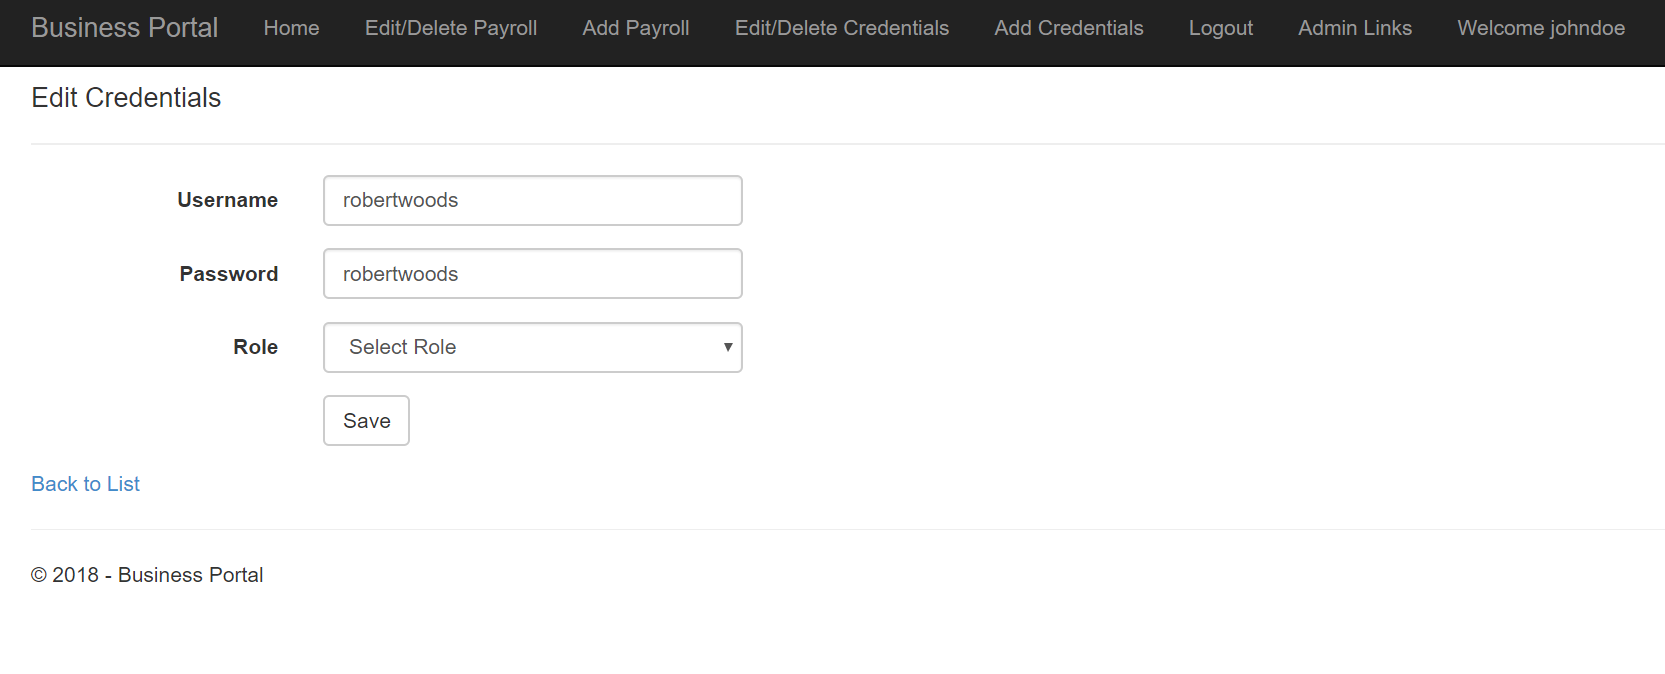 Business Portal Home Edit/Delete Payroll Add Payroll Edit/Delete Credentials Add Credentials Logout Admin Links Welcome johndoe
Edit Credentials
Username robertwoods
Password robertwoods
Role Select Role
Save
Back to List
© 2018 - Business Portal